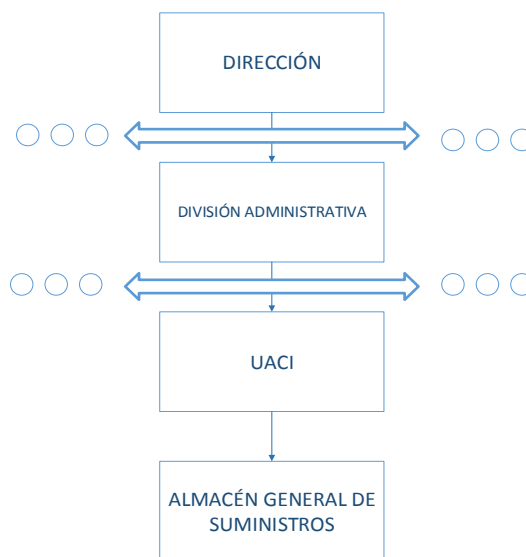 DIRECCIÓN
DIVISIÓN ADMINISTRATIVA
UACI
ALMACÉN GENERAL DE
SUMINISTROS